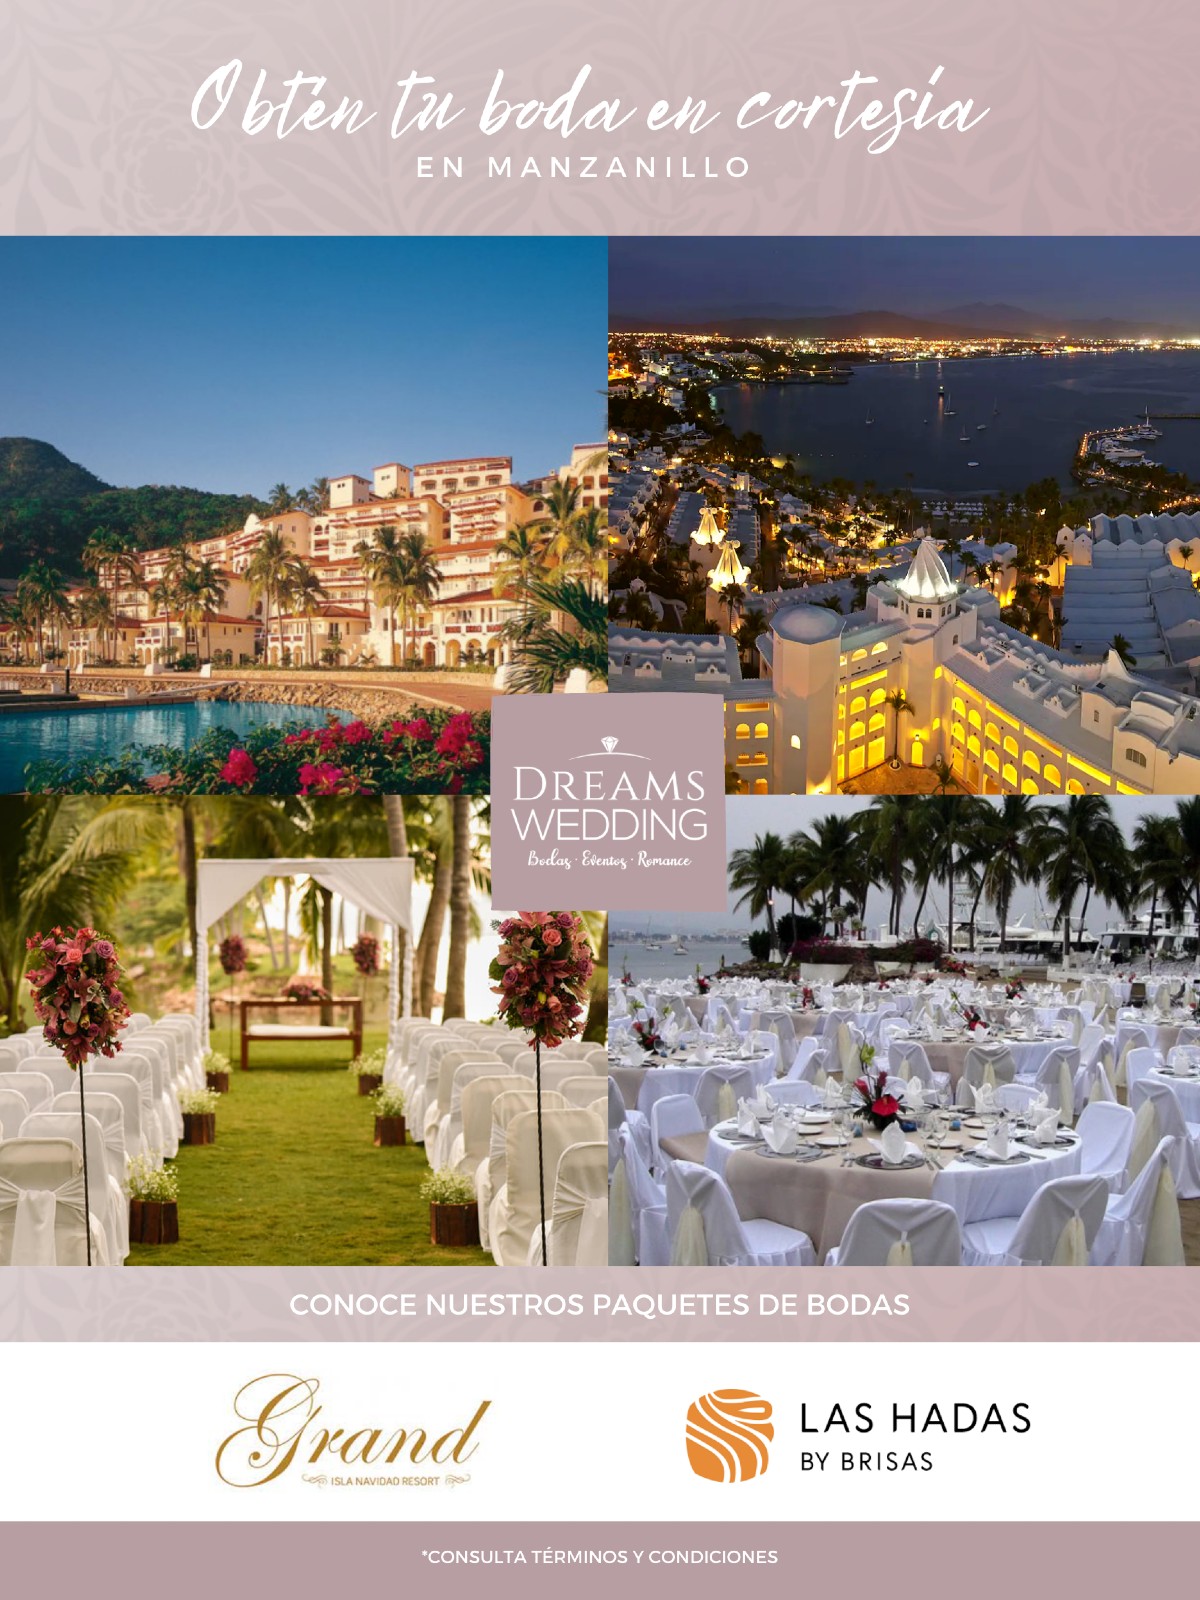 Obtén tu boda en cortesía
EN MANZANILLO
DREAMS
WEDDING
Bodas · Eventos · Romance
CONOCE NUESTROS PAQUETES DE BODAS
Grand
ISLA NAVIDAD RESORT
LAS HADAS
BY BRISAS
*CONSULTA TÉRMINOS Y CONDICIONES